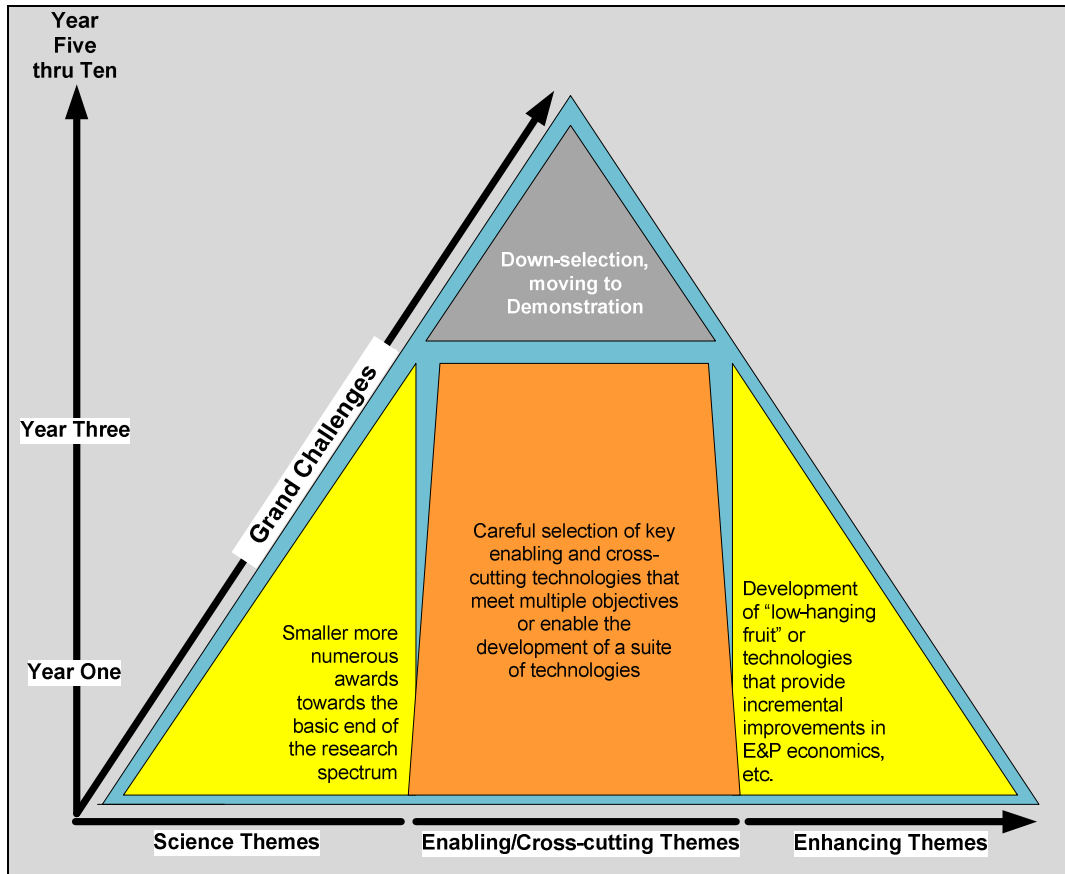 Year
Five
thru Ten
Down-selection,
moving to
Demonstration
Grand Challenges
Year Three
Careful selection of key
enabling and cross-
cutting technologies that
meet multiple objectives
or enable the
development of a suite
of technologies
Development
of “low-hanging
fruit” or
technologies
that provide
incremental
improvements in
E&P economics,
etc.
Smaller more
numerous
awards
towards the
basic end of
the research
spectrum
Year One
Science Themes
Enabling/Cross-cutting Themes
Enhancing Themes